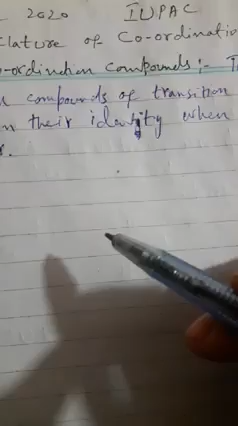 2020 IUPAC
clature of Co-ordinatio
o-ordination compounds :- T
compounds of transition
their identity when